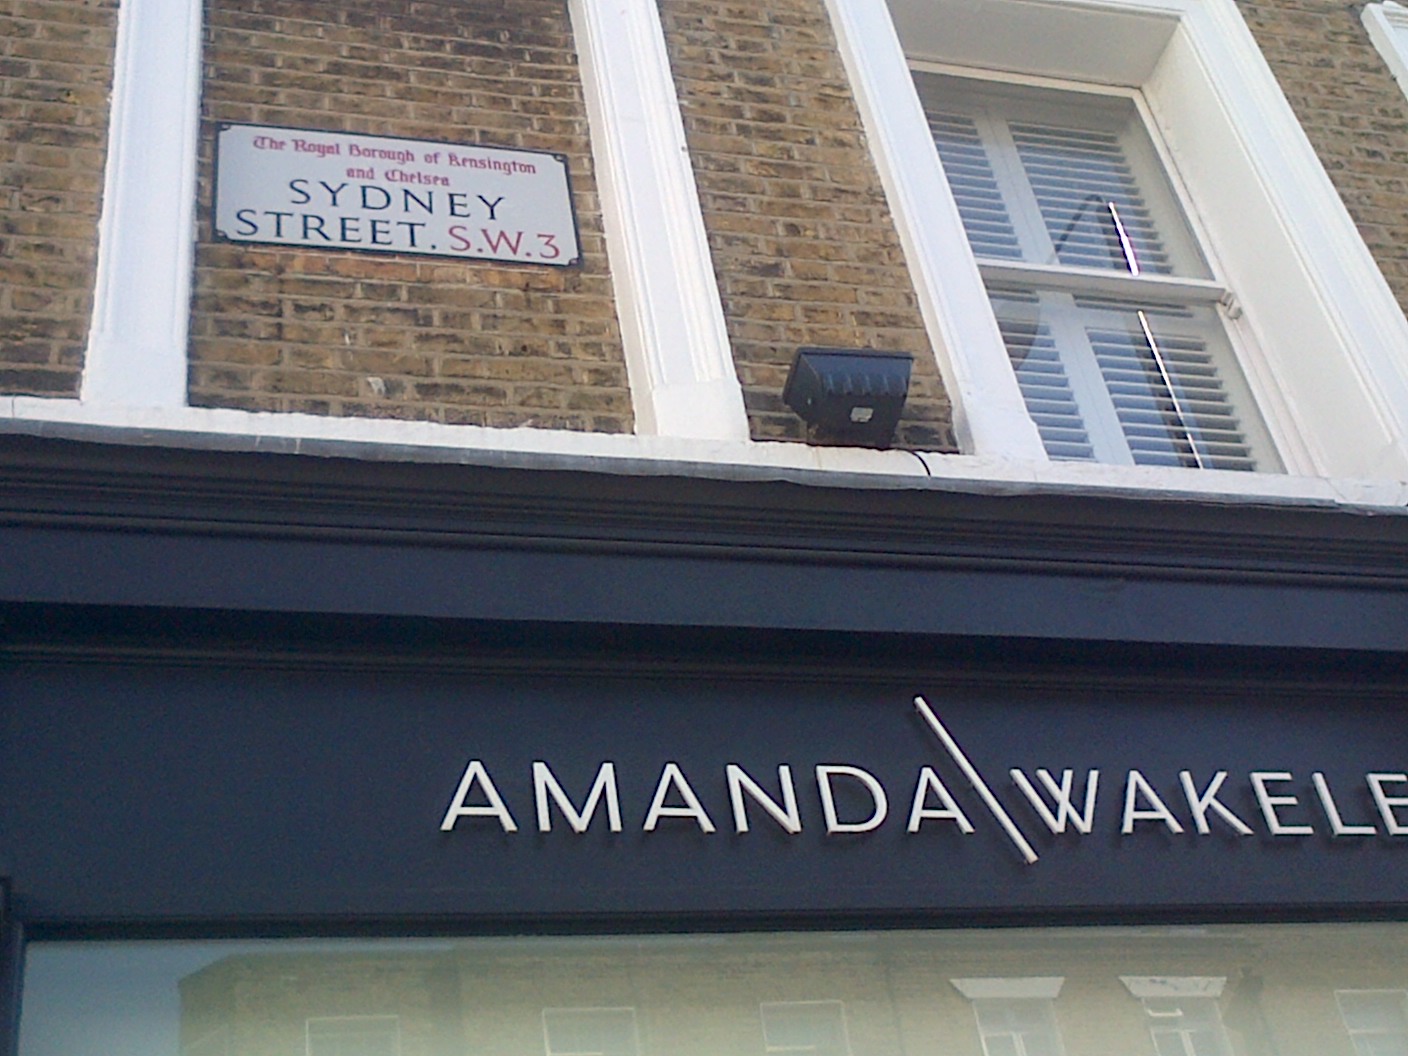 The Royal Borough of Kensington
and Chelsea
SYDNEY
STREET. S.W.3
AMANDA\WAKELE